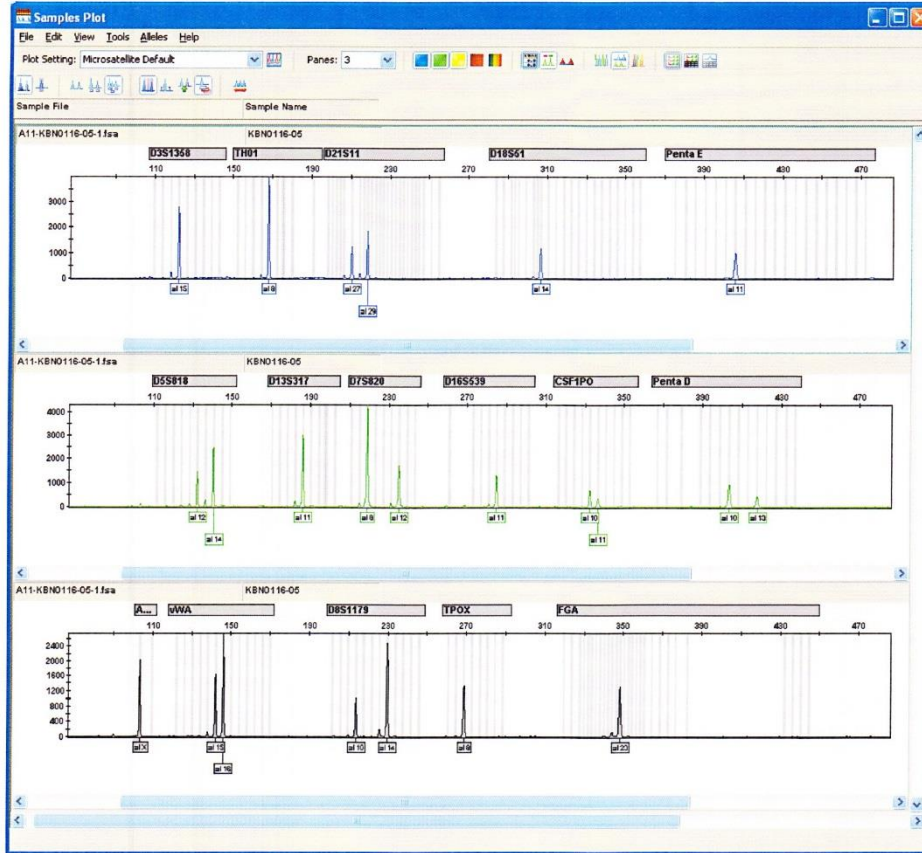 Samples Plot
File Edit View Tools Alleles Help
Plot Setting: Microsatellite Default Panes: 3
Sample File Sample Name
A11-KBN0116-05-1.fsa KBN0116-05
D3S1358 TH01 D21S11 D18S51 Penta E
110 150 190 230 270 310 350 390 430 470
3000
2000
1000
0
al 15 al 27 al 14 al 11
al 29
A11-KBN0116-05-1.fsa KBN0116-05
D5S818 D13S317 D7S820 D16S539 CSF1PO Penta D
110 150 190 230 270 310 350 390 430 470
4000
3000
2000
1000
0
al 12 al 11 al 8 al 12 al 11 al 10 al 10 al 13
al 14 al 11
A11-KBN0116-05-1.fsa KBN0116-05
A... vWA D8S1179 TPOX FGA
110 150 190 230 270 310 350 390 430 470
2400
2000
1600
1200
800
400
0
al X al 15 al 10 al 14 al 8 al 23
al 16